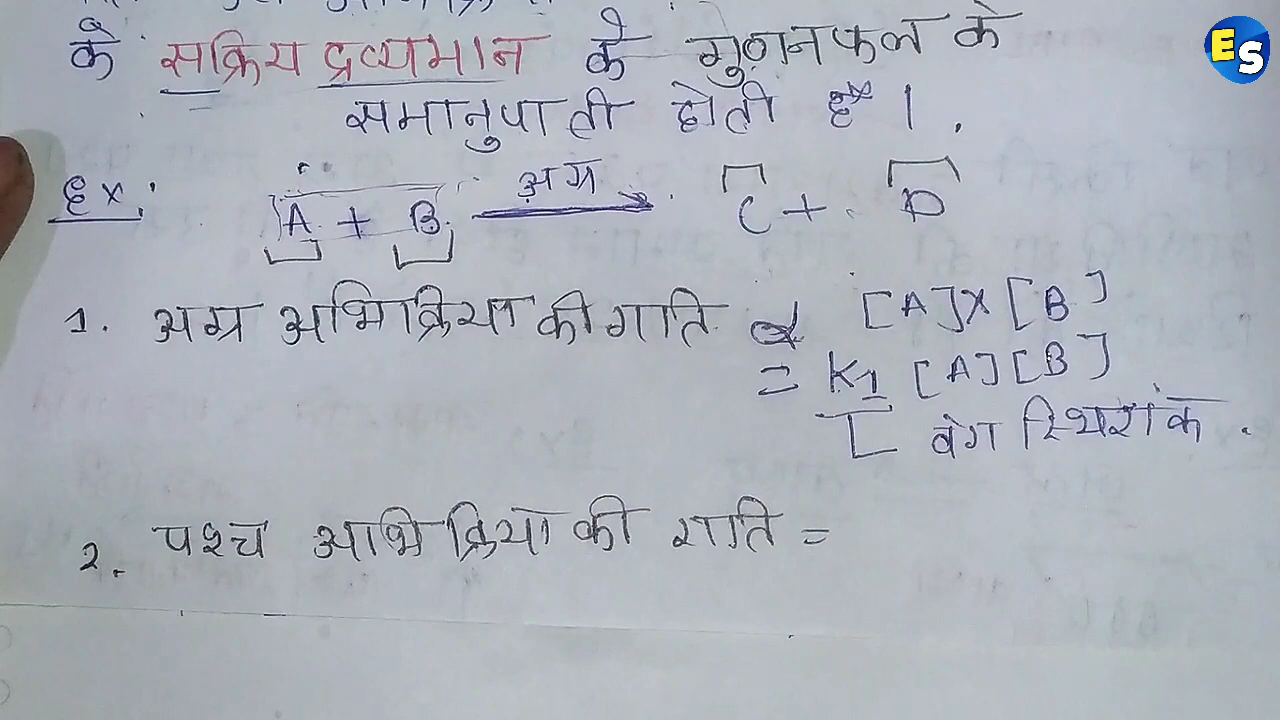 के सक्रिय द्रव्यमान के गुणनफल के
समानुपाती होती है ।
Ex: A + B अग्र → C + D
1. अग्र अभिक्रिया की गति ∝ [A]X[B]
= K1 [A][B]
वेग स्थिरांक .
2. पश्च अभिक्रिया की गति =
ES